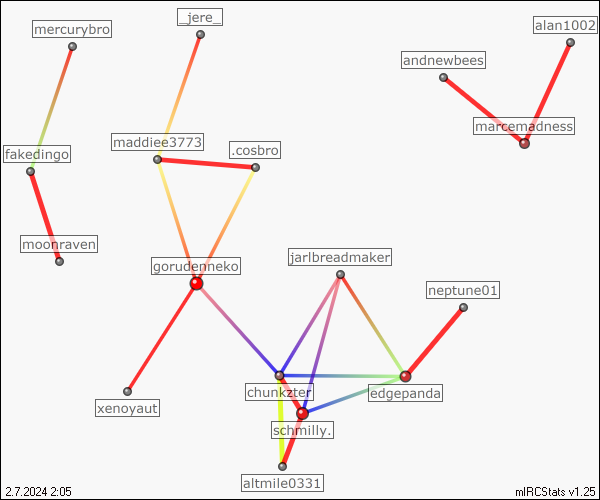 _jere_
alan1002
mercurybro
andnewbees
marcemadness
maddiee3773
.cosbro
fakedingo
moonraven
jarlbreadmaker
gorudenneko
neptune01
chunkzter
edgepanda
xenoyaut
schmilly.
altmile0331
2.7.2024 2:05
mIRCStats v1.25